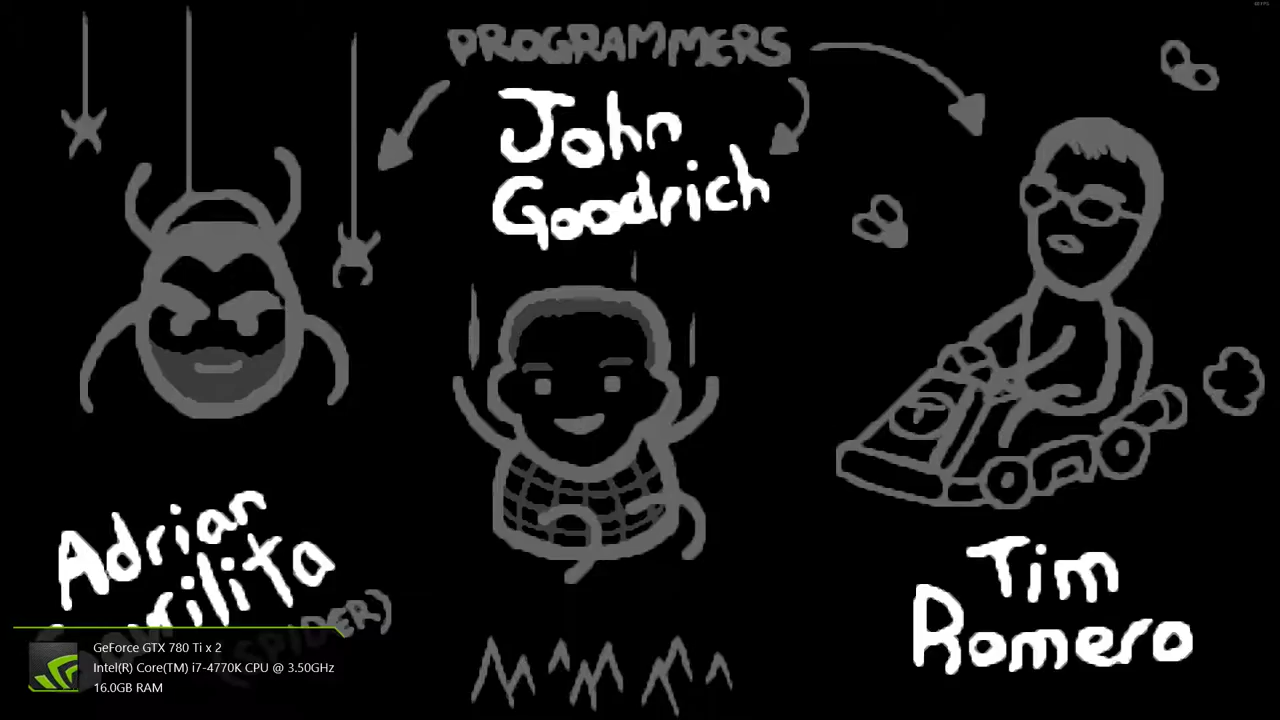 PROGRAMMERS
John
Goodrich
Adrian
(SPIDER)
Tim
Romero
GeForce GTX 780 Ti x 2
Intel(R) Core(TM) i7-4770K CPU @ 3.50GHz
16.0GB RAM